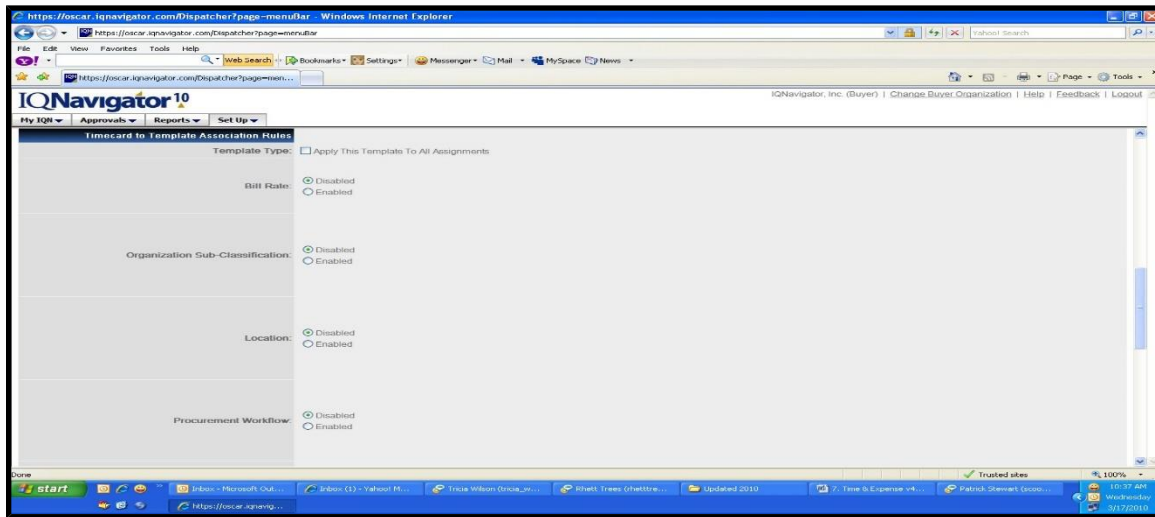 https://oscar.iqnavigator.com/Dispatcher?page=menuBar - Windows Internet Explorer
https://oscar.iqnavigator.com/Dispatcher?page=menuBar
Yahoo! Search
File Edit View Favorites Tools Help
Web Search Bookmarks Settings Messenger Mail MySpace News
https://oscar.iqnavigator.com/Dispatcher?page=men...
Page Tools
IQNavigator 10
IQNavigator, Inc. (Buyer) | Change Buyer Organization | Help | Feedback | Logout
My IQN Approvals Reports Set Up
Timecard to Template Association Rules
Template Type: Apply This Template To All Assignments
Bill Rate: Disabled
Enabled
Organization Sub-Classification: Disabled
Enabled
Location: Disabled
Enabled
Procurement Workflow: Disabled
Enabled
Done
Trusted sites
100%
start
Inbox - Microsoft Out...
Inbox (1) - Yahoo! M...
Tricia Wilson (tricia_w...
Rhett Trees (rhetttre...
Updated 2010
7. Time & Expense v4...
Patrick Stewart (scoo...
10:37 AM
https://oscar.iqnavig...
Wednesday
3/17/2010